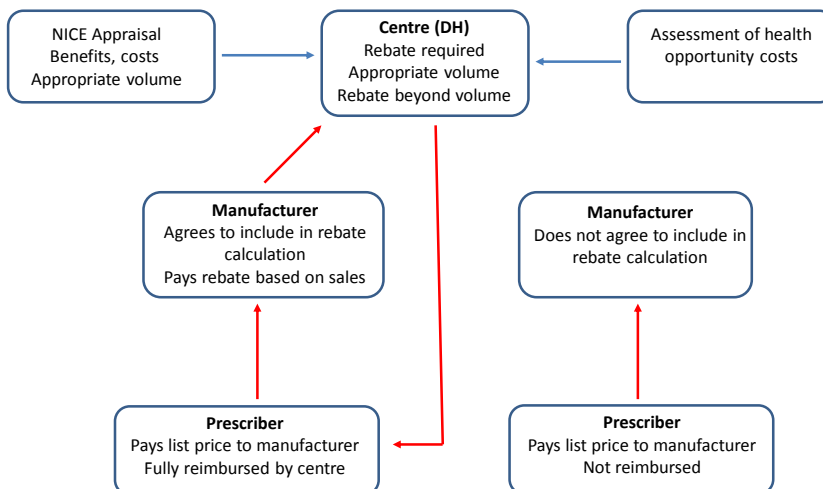 NICE Appraisal
Benefits, costs
Appropriate volume
Centre (DH)
Rebate required
Appropriate volume
Rebate beyond volume
Assessment of health
opportunity costs
Manufacturer
Agrees to include in rebate
calculation
Pays rebate based on sales
Manufacturer
Does not agree to include in
rebate calculation
Prescriber
Pays list price to manufacturer
Fully reimbursed by centre
Prescriber
Pays list price to manufacturer
Not reimbursed